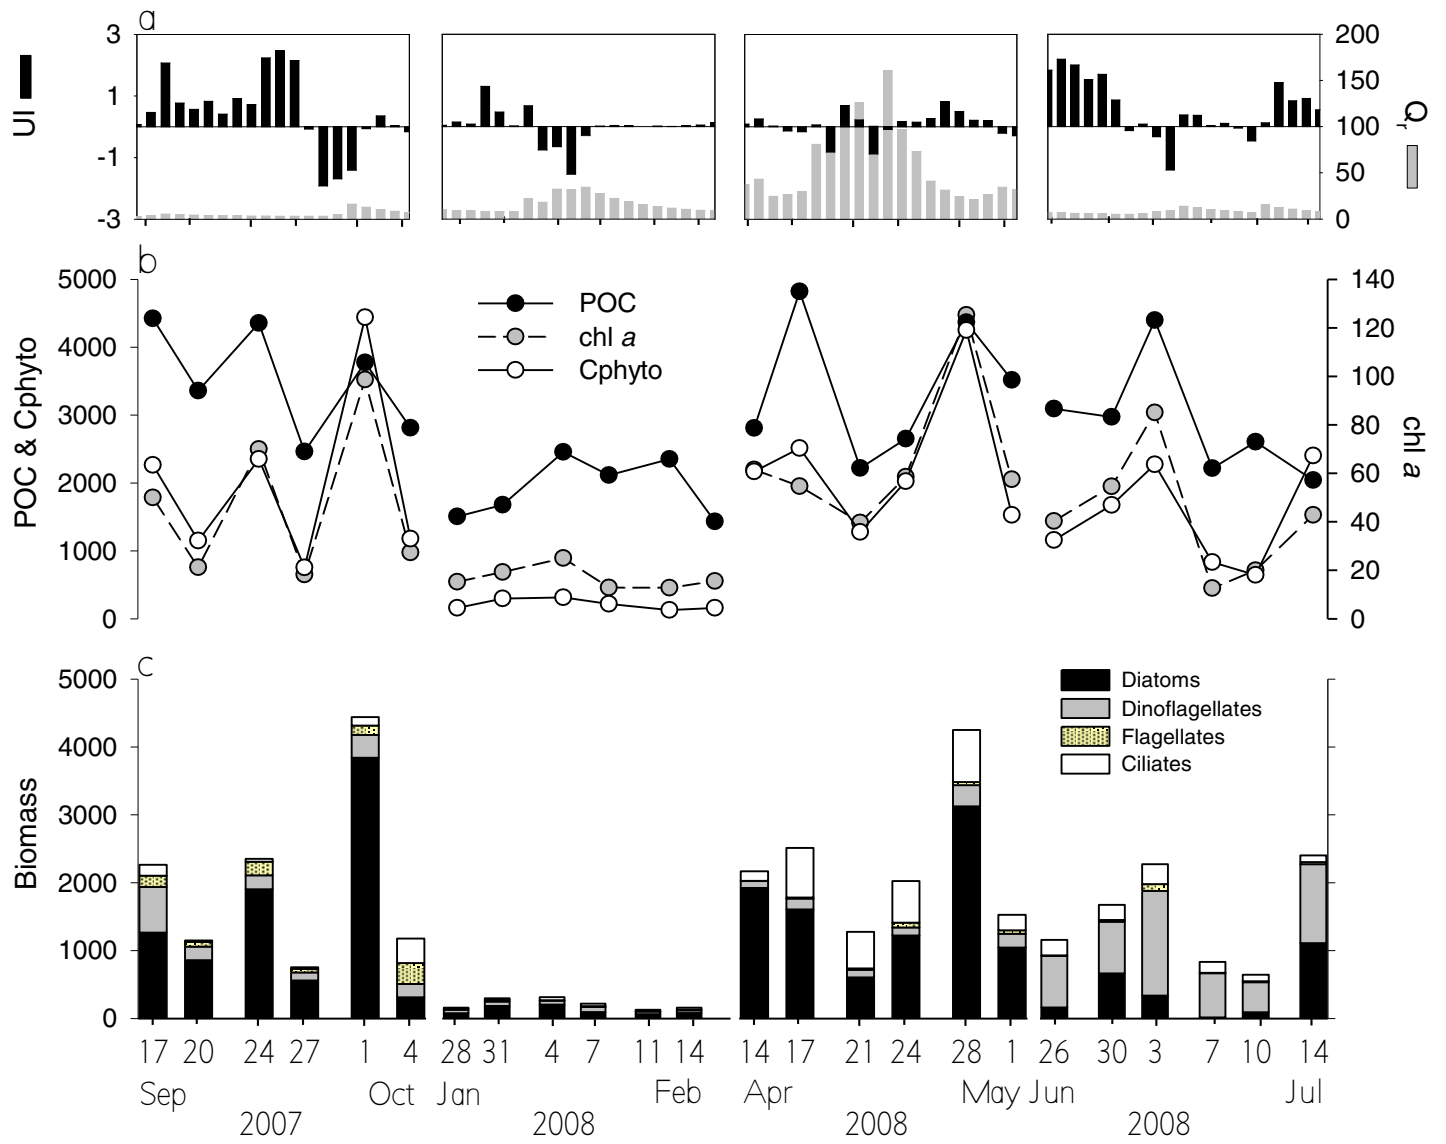 a
UI
3
1
-1
-3
200
150
100
50
0
Qr
b
POC & Cphyto
5000
4000
3000
2000
1000
0
POC
chl a
Cphyto
140
120
100
80
60
40
20
0
chl a
c
Biomass
5000
4000
3000
2000
1000
0
Diatoms
Dinoflagellates
Flagellates
Ciliates
17 20 24 27 1 4 28 31 4 7 11 14 14 17 21 24 28 1 26 30 3 7 10 14
Sep Oct Jan Feb Apr May Jun Jul
2007 2008 2008 2008